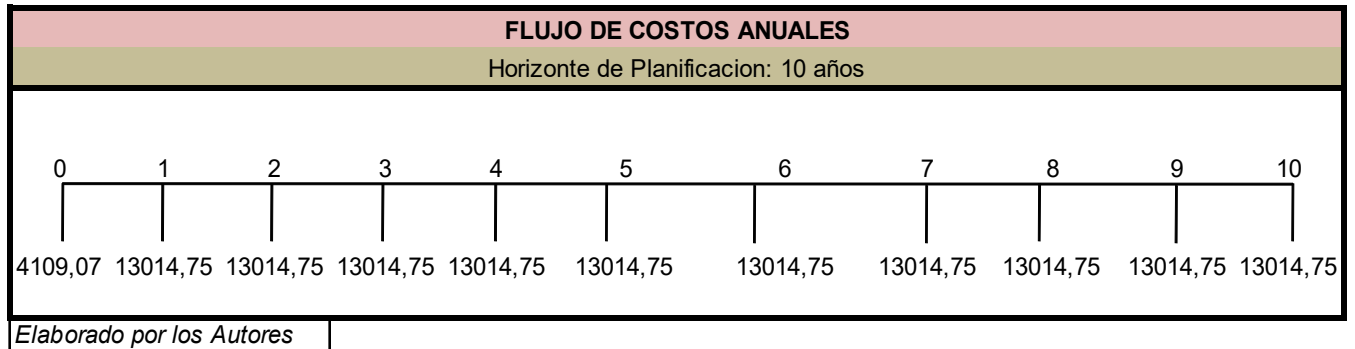 FLUJO DE COSTOS ANUALES
Horizonte de Planificacion: 10 años
0 1 2 3 4 5 6 7 8 9 10
4109,07 13014,75 13014,75 13014,75 13014,75 13014,75 13014,75 13014,75 13014,75 13014,75 13014,75
Elaborado por los Autores